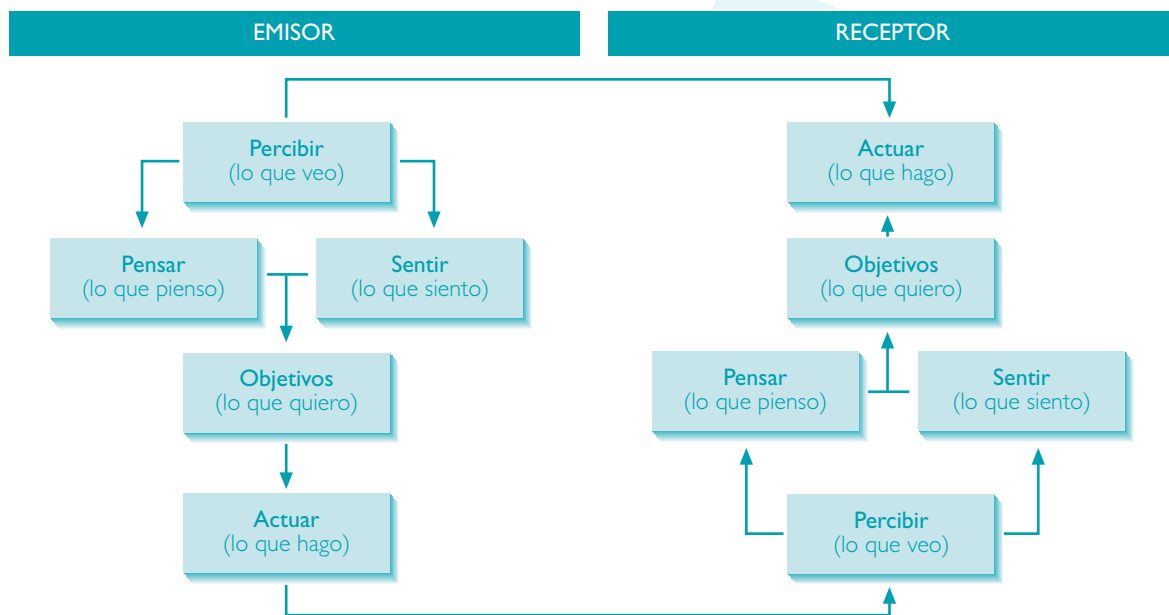 EMISOR
Percibir
(lo que veo)
Pensar
(lo que pienso)
Sentir
(lo que siento)
Objetivos
(lo que quiero)
Actuar
(lo que hago)
RECEPTOR
Actuar
(lo que hago)
Objetivos
(lo que quiero)
Pensar
(lo que pienso)
Sentir
(lo que siento)
Percibir
(lo que veo)